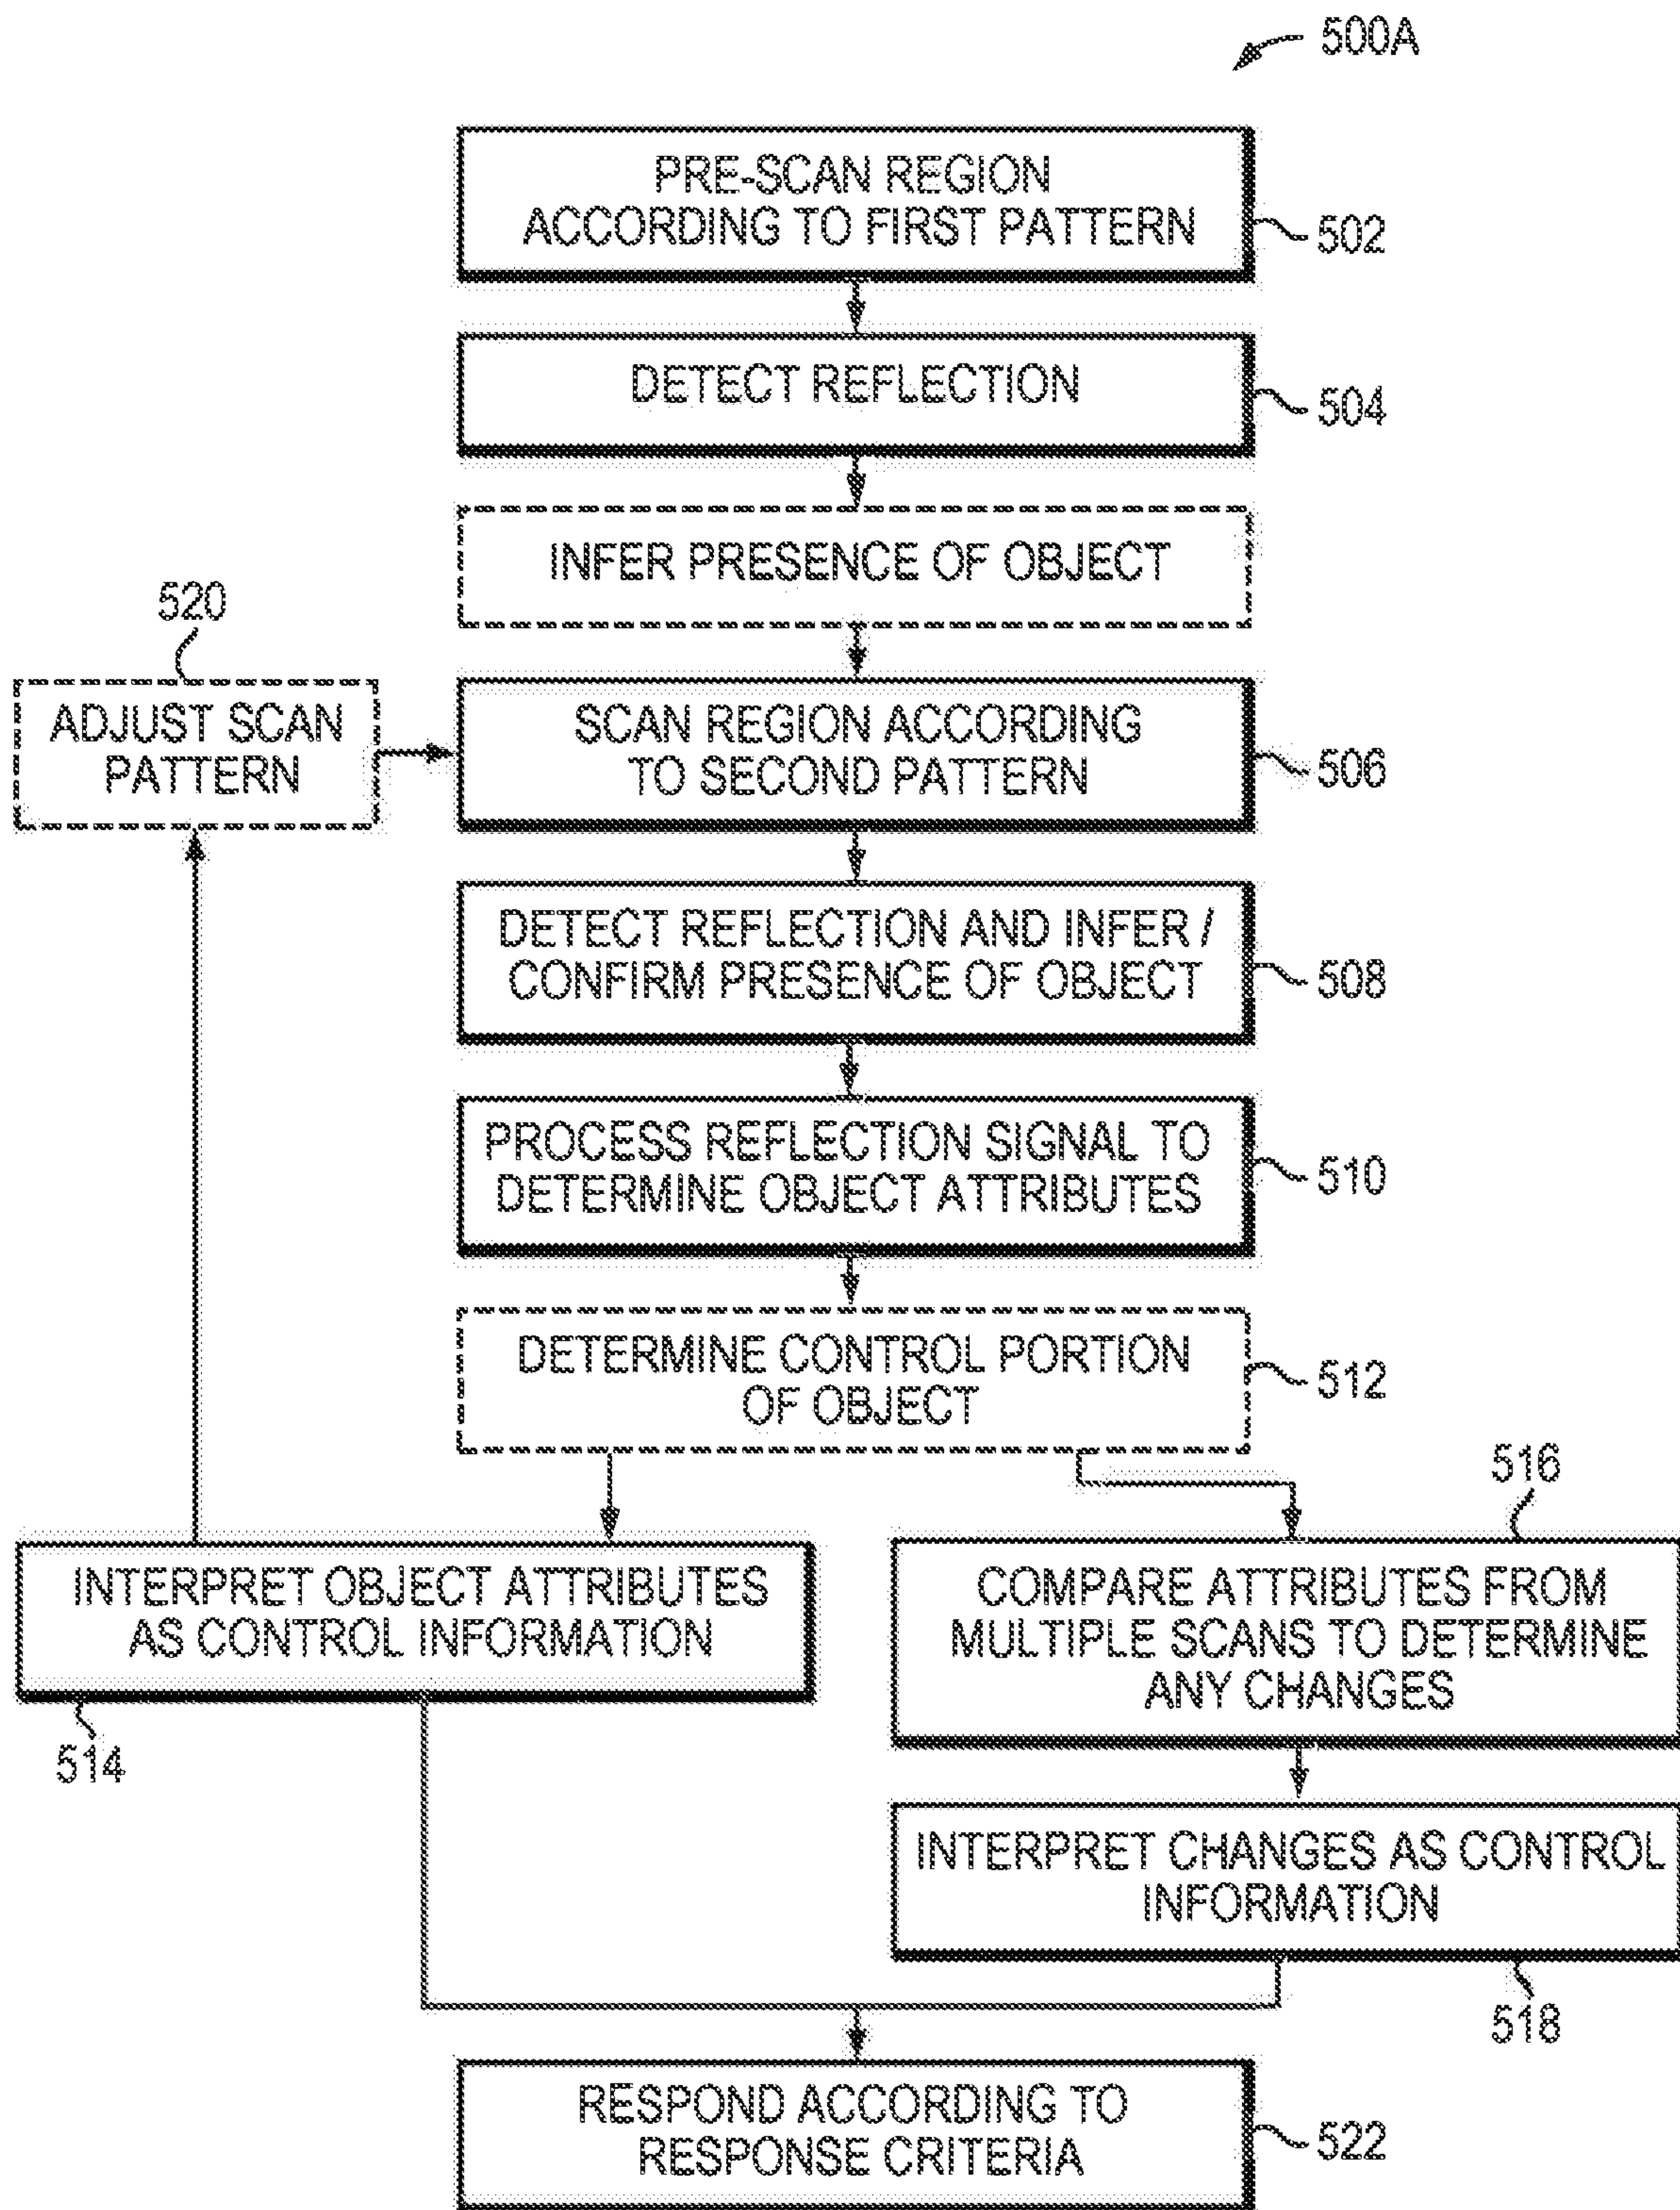 500A
PRE-SCAN REGION
ACCORDING TO FIRST PATTERN
502
DETECT REFLECTION
504
INFER PRESENCE OF OBJECT
520
ADJUST SCAN
PATTERN
SCAN REGION ACCORDING
TO SECOND PATTERN
506
DETECT REFLECTION AND INFER /
CONFIRM PRESENCE OF OBJECT
508
PROCESS REFLECTION SIGNAL TO
DETERMINE OBJECT ATTRIBUTES
510
DETERMINE CONTROL PORTION
OF OBJECT
512
INTERPRET OBJECT ATTRIBUTES
AS CONTROL INFORMATION
514
516
COMPARE ATTRIBUTES FROM
MULTIPLE SCANS TO DETERMINE
ANY CHANGES
INTERPRET CHANGES AS CONTROL
INFORMATION
518
RESPOND ACCORDING TO
RESPONSE CRITERIA
522